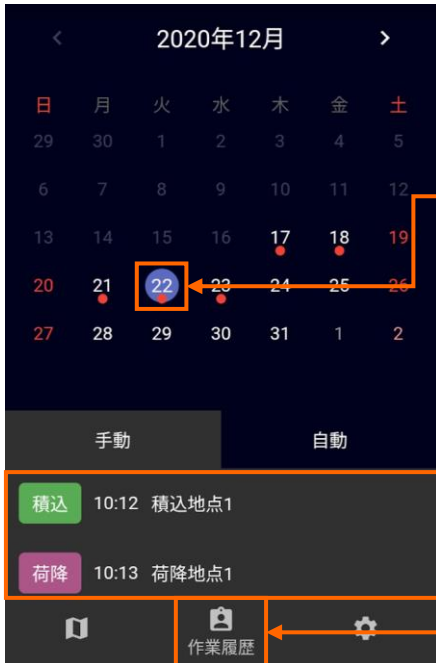 < 2020年12月 >
日 月 火 水 木 金 土
29 30 1 2 3 4 5
6 7 8 9 10 11 12
13 14 15 16 17 18 19
20 21 22 23 24 25 26
27 28 29 30 31 1 2
手動 自動
積込 10:12 積込地点1
荷降 10:13 荷降地点1
作業履歴